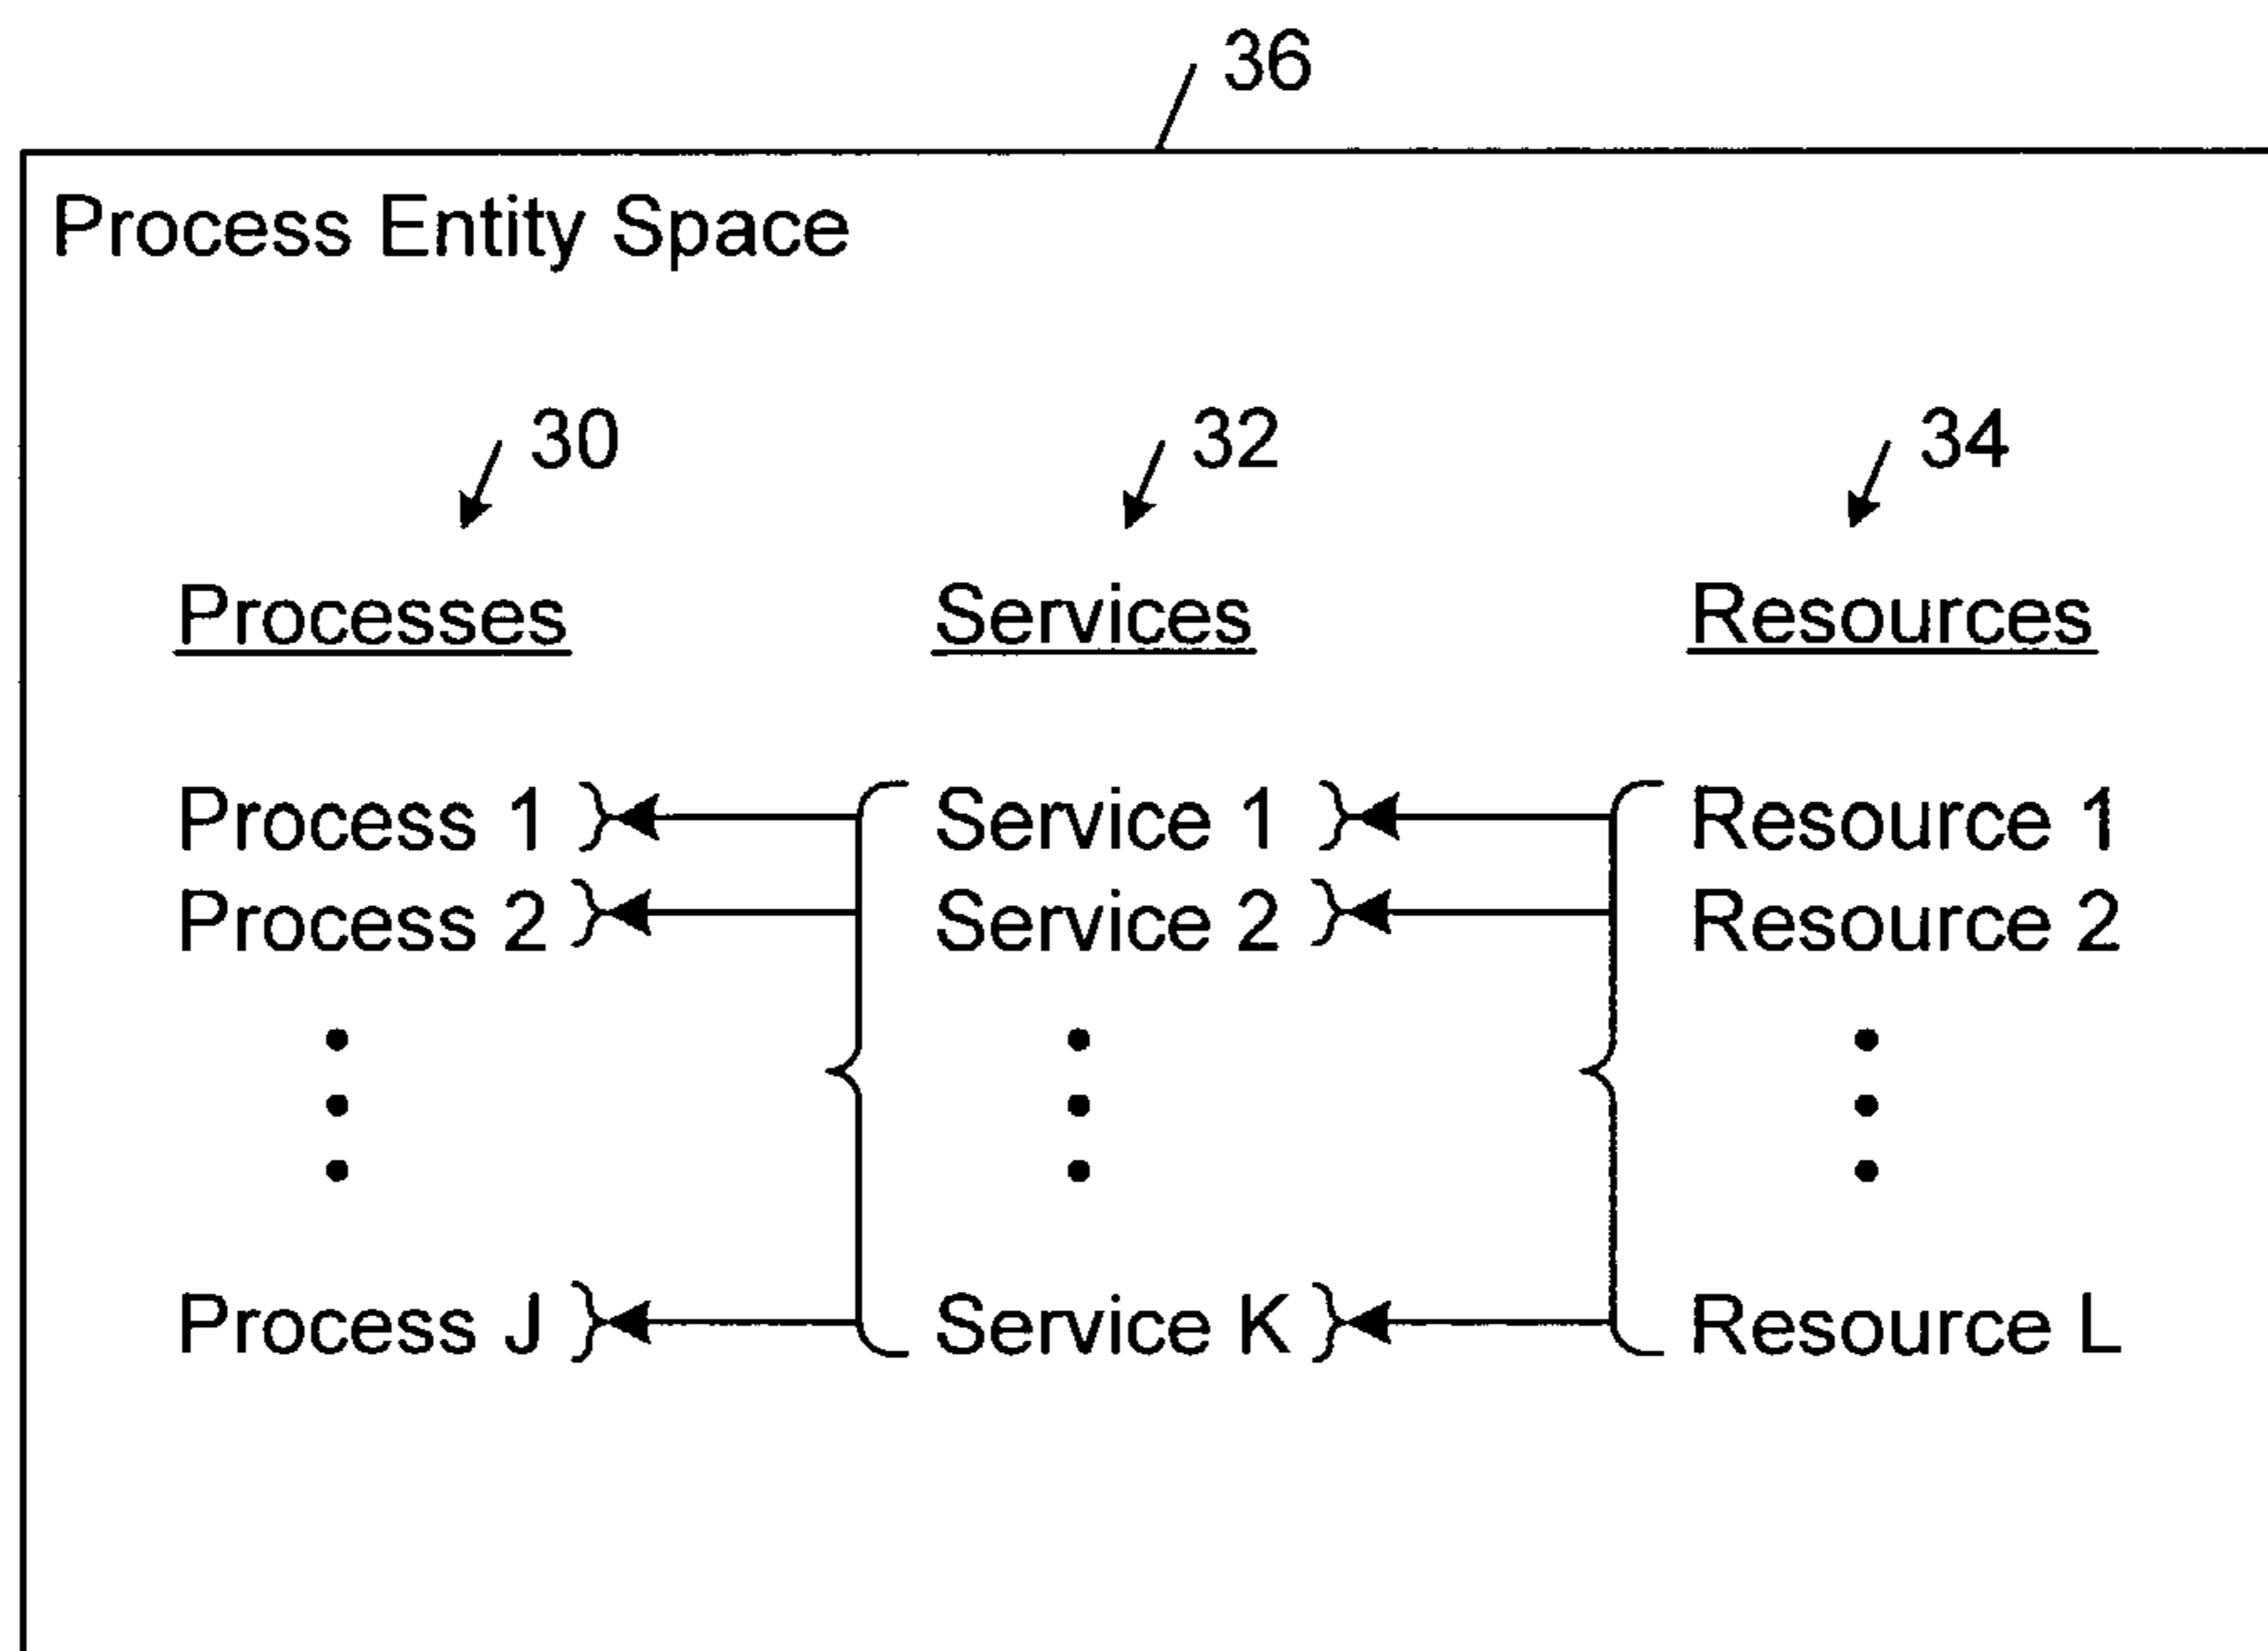 36
Process Entity Space
30 32 34
Processes Services Resources
Process 1 Service 1 Resource 1
Process 2 Service 2 Resource 2
Process J Service K Resource L